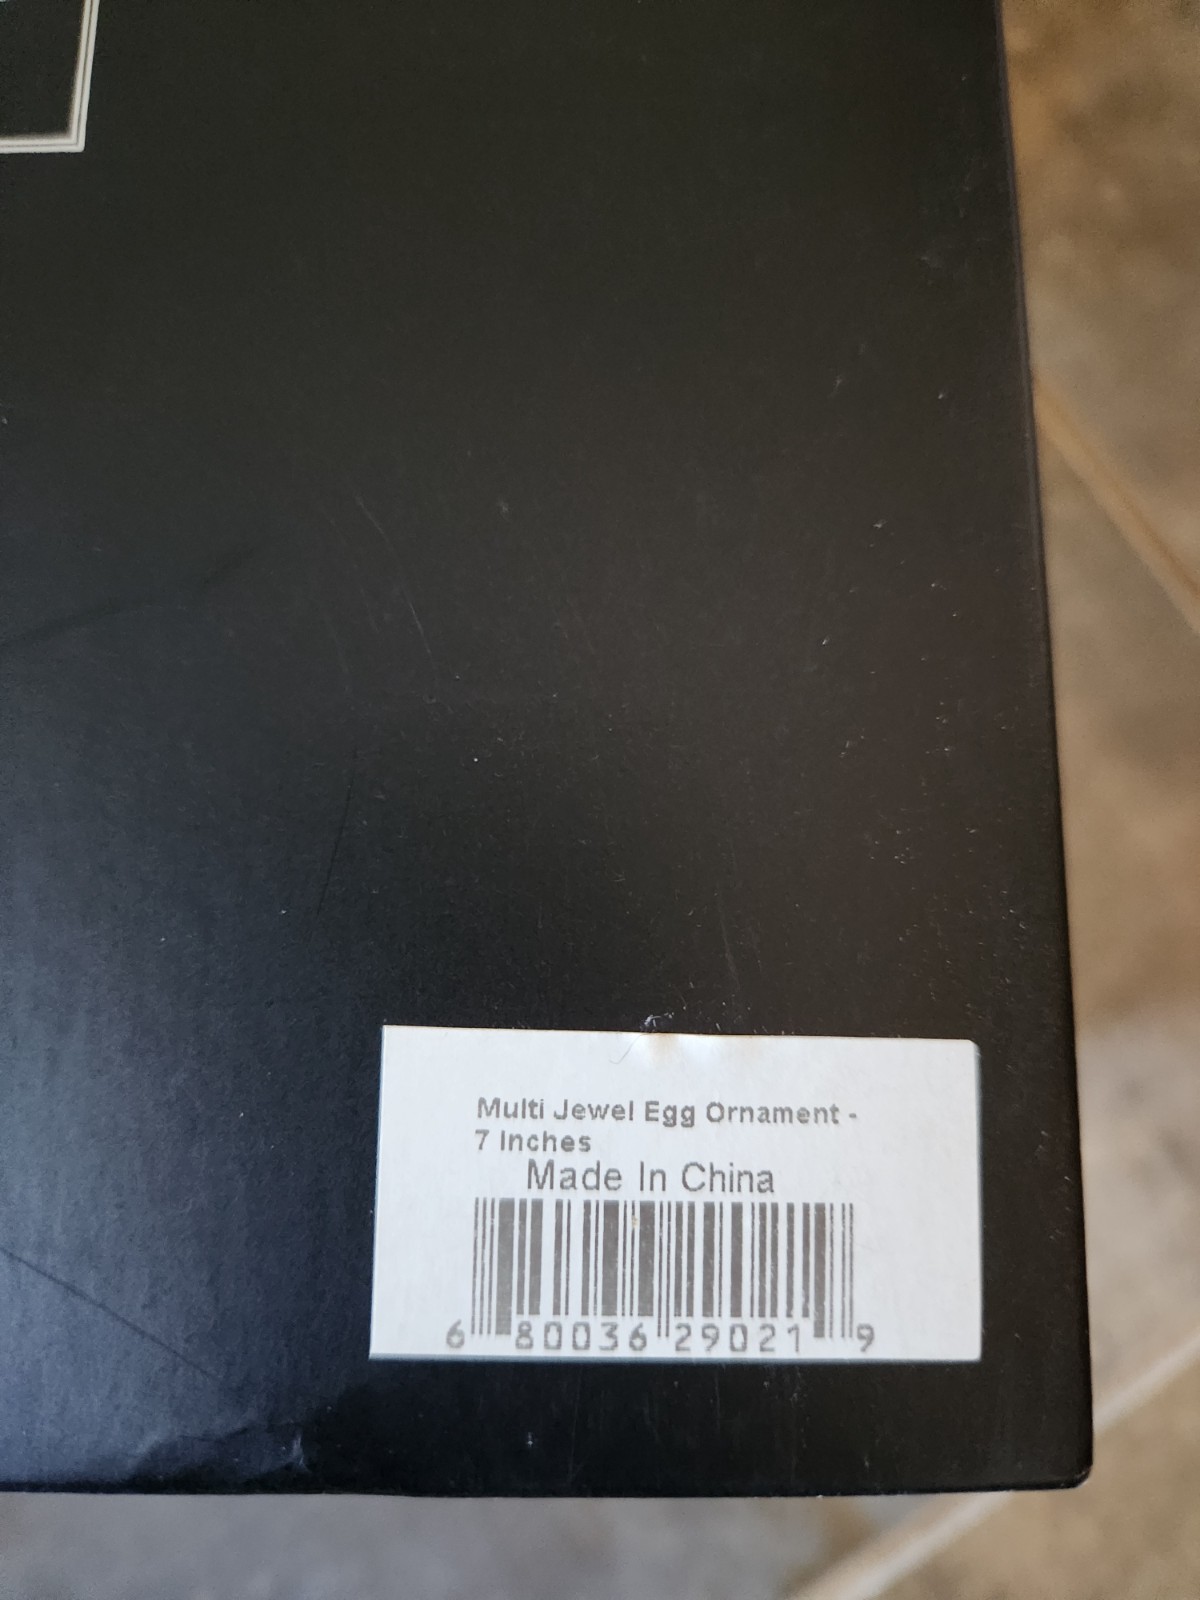 Multi Jewel Egg Ornament -
7 Inches
Made In China
6 80036 29021 9